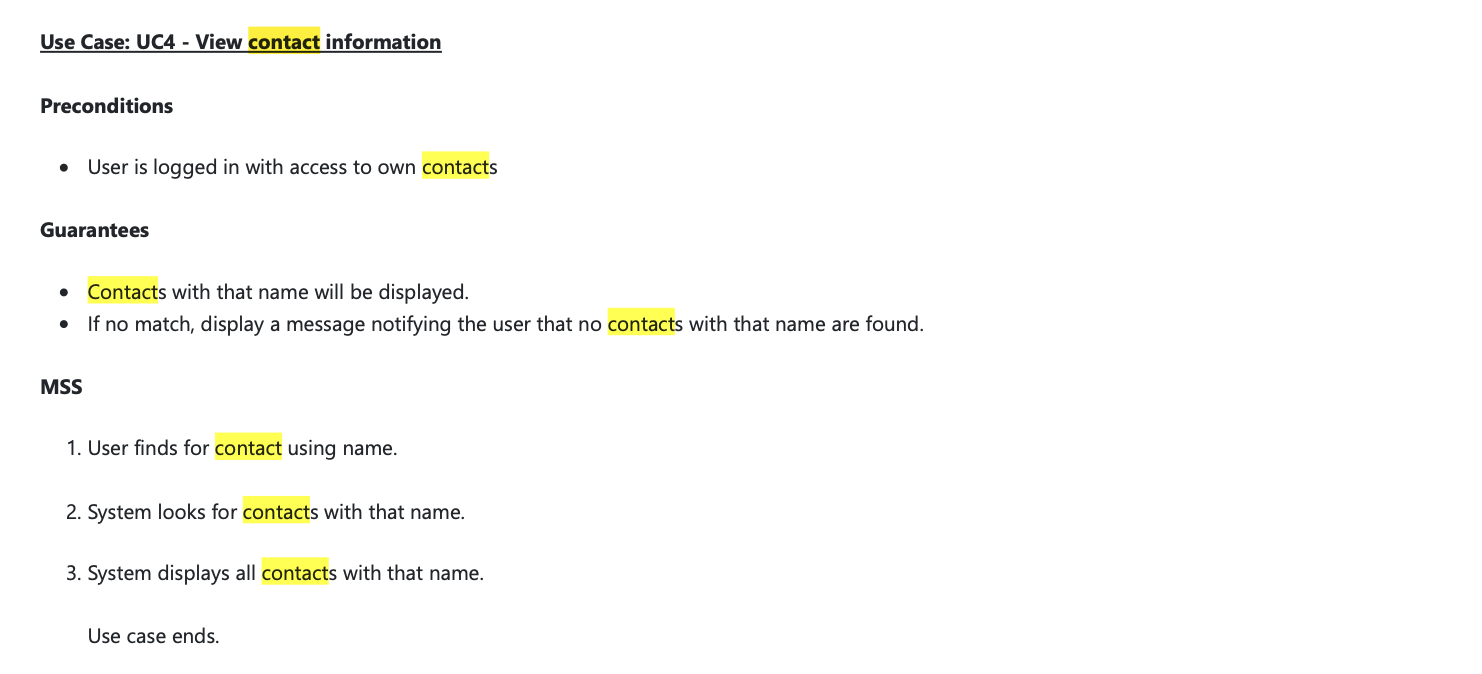 Use Case: UC4 - View contact information
Preconditions
• User is logged in with access to own contacts
Guarantees
• Contacts with that name will be displayed.
• If no match, display a message notifying the user that no contacts with that name are found.
MSS
1. User finds for contact using name.
2. System looks for contacts with that name.
3. System displays all contacts with that name.
Use case ends.